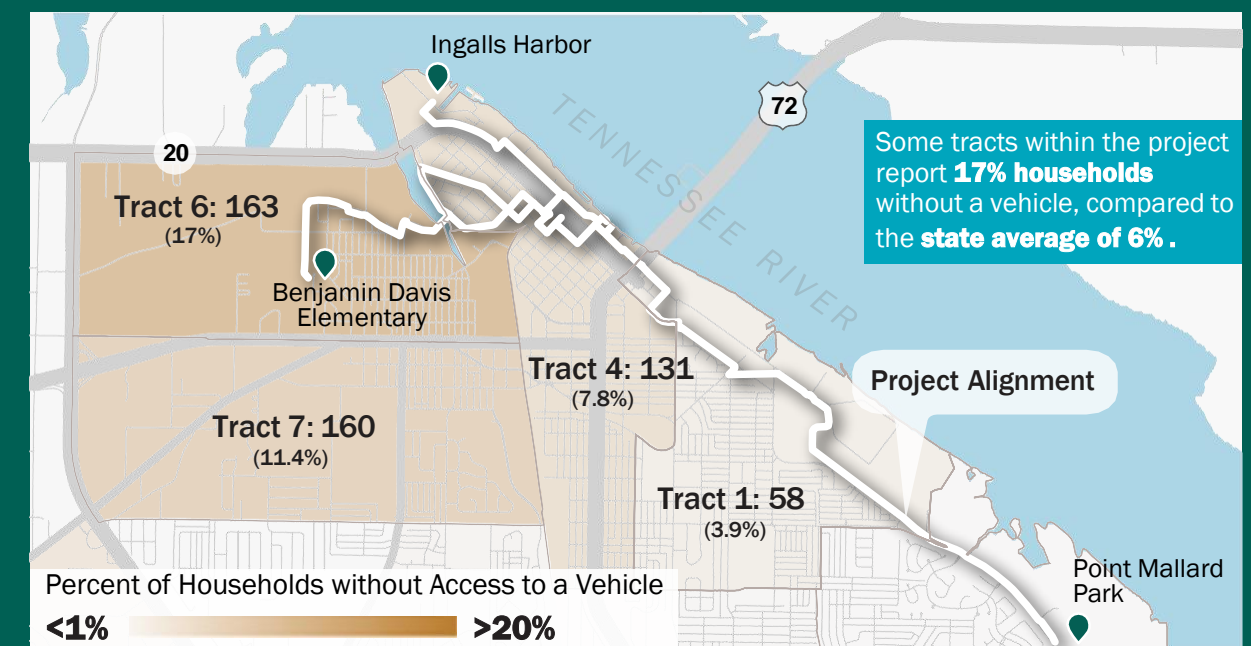 Ingalls Harbor
TENNESSEE RIVER
72
20
Some tracts within the project
report 17% households
without a vehicle, compared to
the state average of 6% .
Tract 6: 163
(17%)
Benjamin Davis
Elementary
Tract 4: 131
(7.8%)
Project Alignment
Tract 7: 160
(11.4%)
Tract 1: 58
(3.9%)
Point Mallard
Park
Percent of Households without Access to a Vehicle
<1% >20%